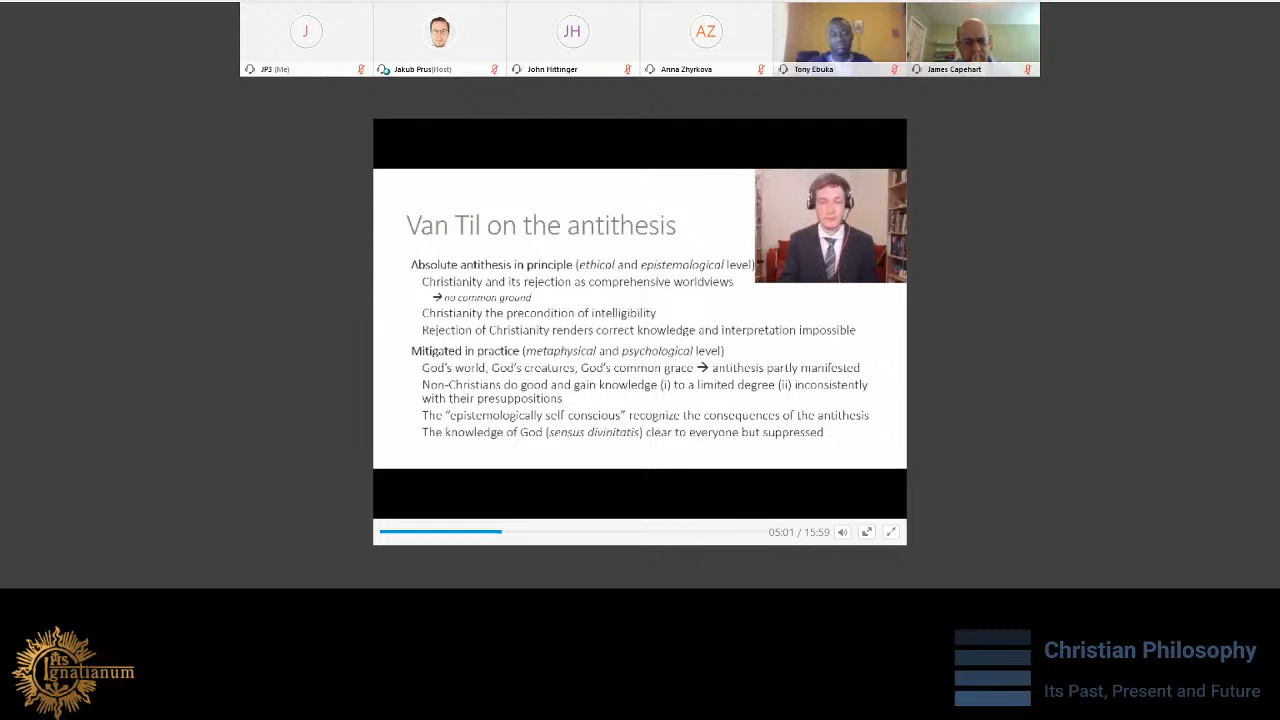 J
JH
AZ
JP3 (Me)
Jakub Prus(Host)
John Hittinger
Anna Zhyrkova
Tony Ebuka
James Capehart
Van Til on the antithesis
Absolute antithesis in principle (ethical and epistemological level)
Christianity and its rejection as comprehensive worldviews
→ no common ground
Christianity the precondition of intelligibility
Rejection of Christianity renders correct knowledge and interpretation impossible
Mitigated in practice (metaphysical and psychological level)
God's world, God's creatures, God's common grace → antithesis partly manifested
Non-Christians do good and gain knowledge (i) to a limited degree (ii) inconsistently
with their presuppositions
The "epistemologically self conscious" recognize the consequences of the antithesis
The knowledge of God (sensus divinitatis) clear to everyone but suppressed
05:01 / 15:59
IHS
Ignatianum
Christian Philosophy
Its Past, Present and Future